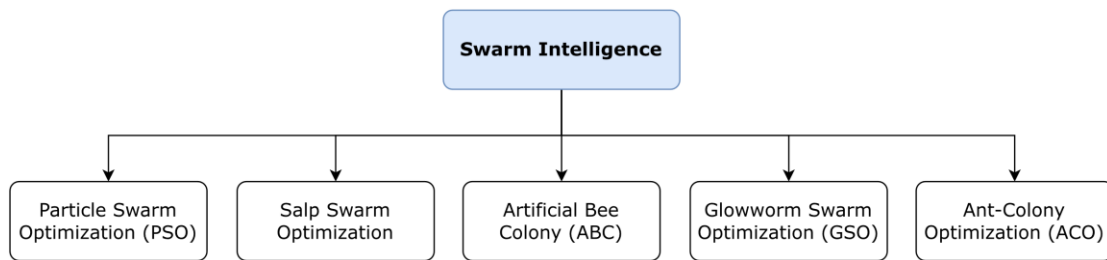 Swarm Intelligence
Particle Swarm
Optimization (PSO)
Salp Swarm
Optimization
Artificial Bee
Colony (ABC)
Glowworm Swarm
Optimization (GSO)
Ant-Colony
Optimization (ACO)